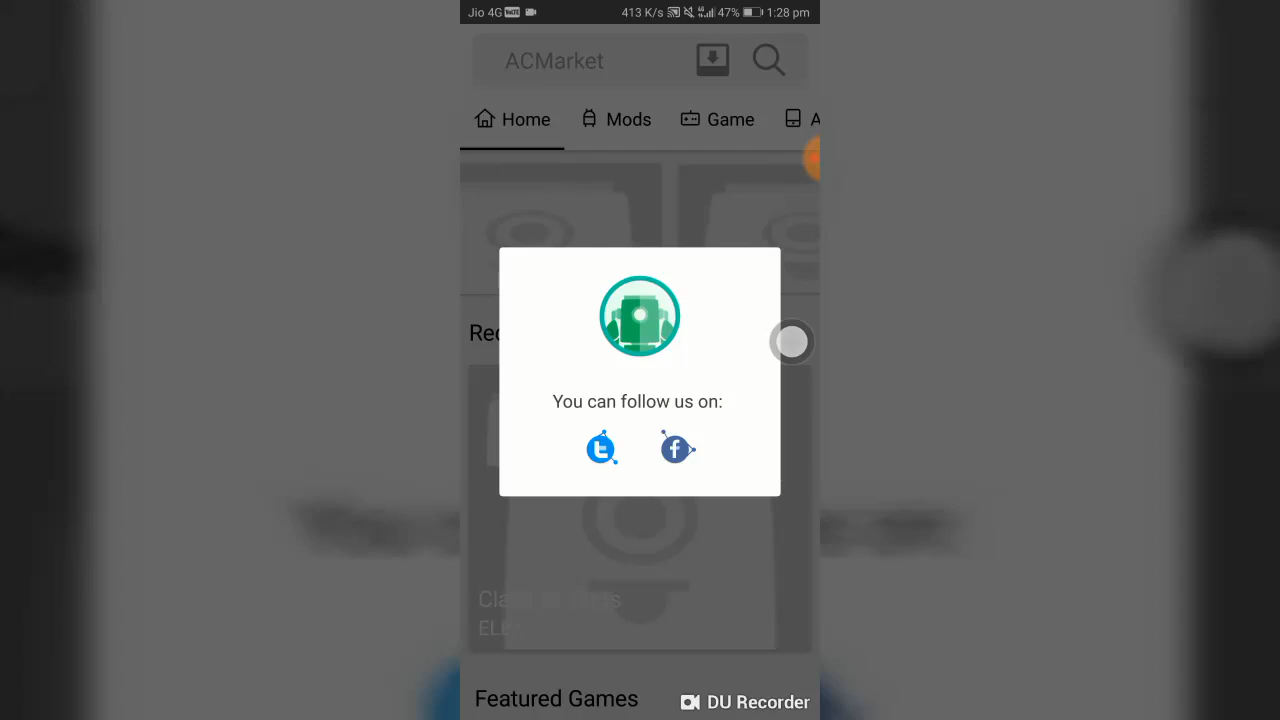 Jio 4G VoLTE 413 K/s 47% 1:28 pm
ACMarket
Home Mods Game A
Rec
You can follow us on:
Featured Games
DU Recorder